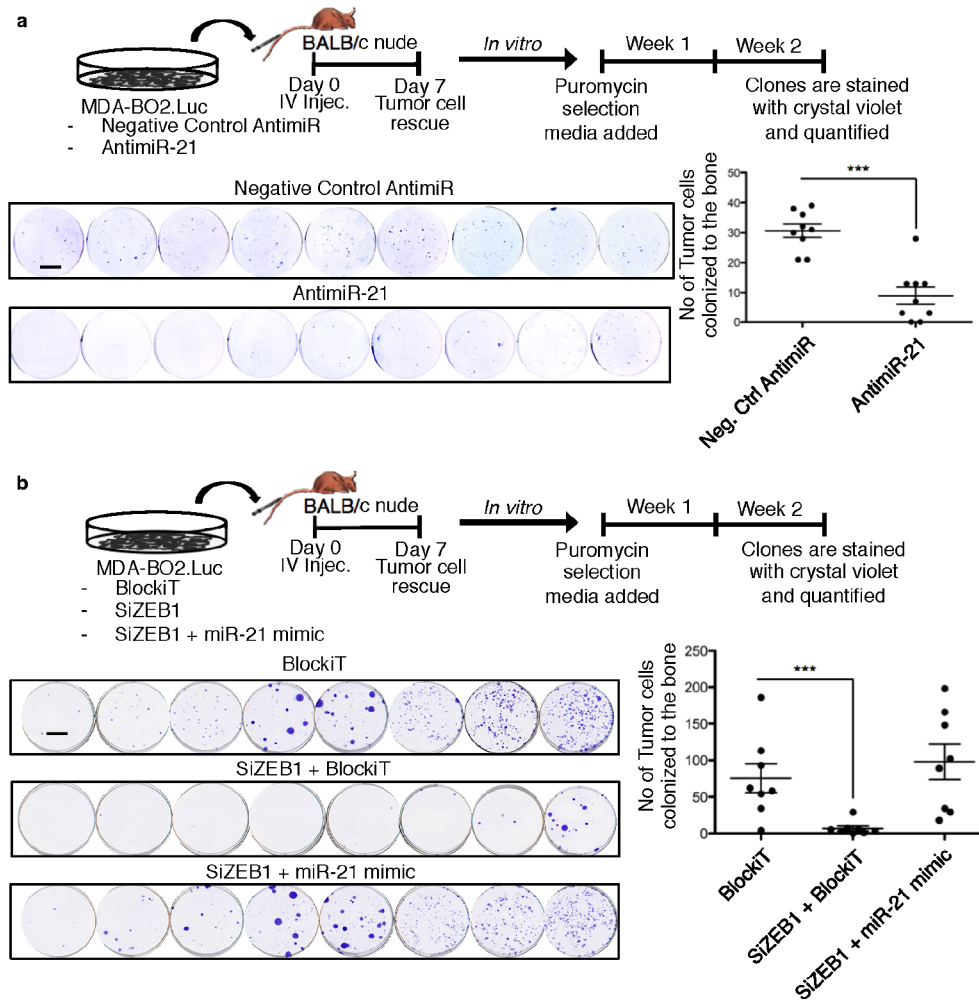 a
BALB/c nude
In vitro
Week 1
Week 2
Day 0
IV Injec.
Day 7
Tumor cell
rescue
Puromycin
selection
media added
Clones are stained
with crystal violet
and quantified
MDA-BO2.Luc
- Negative Control AntimiR
- AntimiR-21
Negative Control AntimiR
AntimiR-21
No of Tumor cells
colonized to the bone
50
40
30
20
10
0
***
Neg. Ctrl AntimiR
AntimiR-21
b
BALB/c nude
In vitro
Week 1
Week 2
Day 0
IV Injec.
Day 7
Tumor cell
rescue
Puromycin
selection
media added
Clones are stained
with crystal violet
and quantified
MDA-BO2.Luc
- BlockiT
- SiZEB1
- SiZEB1 + miR-21 mimic
BlockiT
SiZEB1 + BlockiT
SiZEB1 + miR-21 mimic
No of Tumor cells
colonized to the bone
250
200
150
100
50
0
***
BlockiT
SiZEB1 + BlockiT
SiZEB1 + miR-21 mimic